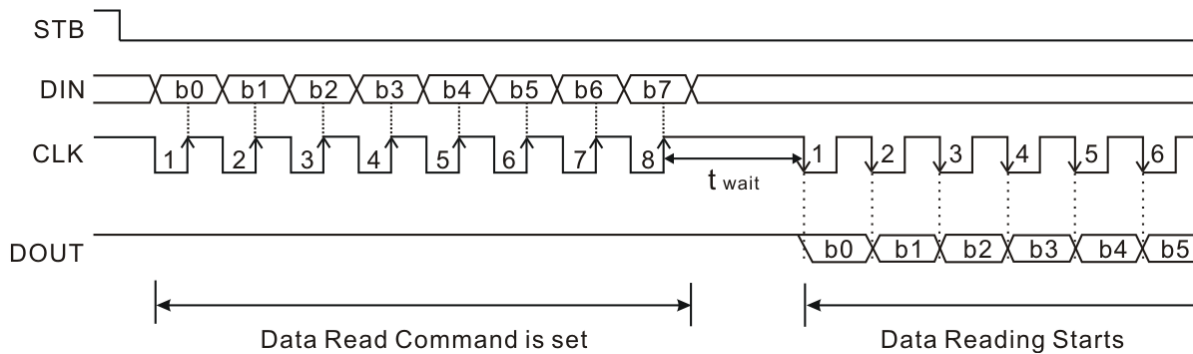 STB
DIN b0 b1 b2 b3 b4 b5 b6 b7
CLK 1 2 3 4 5 6 7 8 1 2 3 4 5 6
t wait
DOUT b0 b1 b2 b3 b4 b5
Data Read Command is set Data Reading Starts